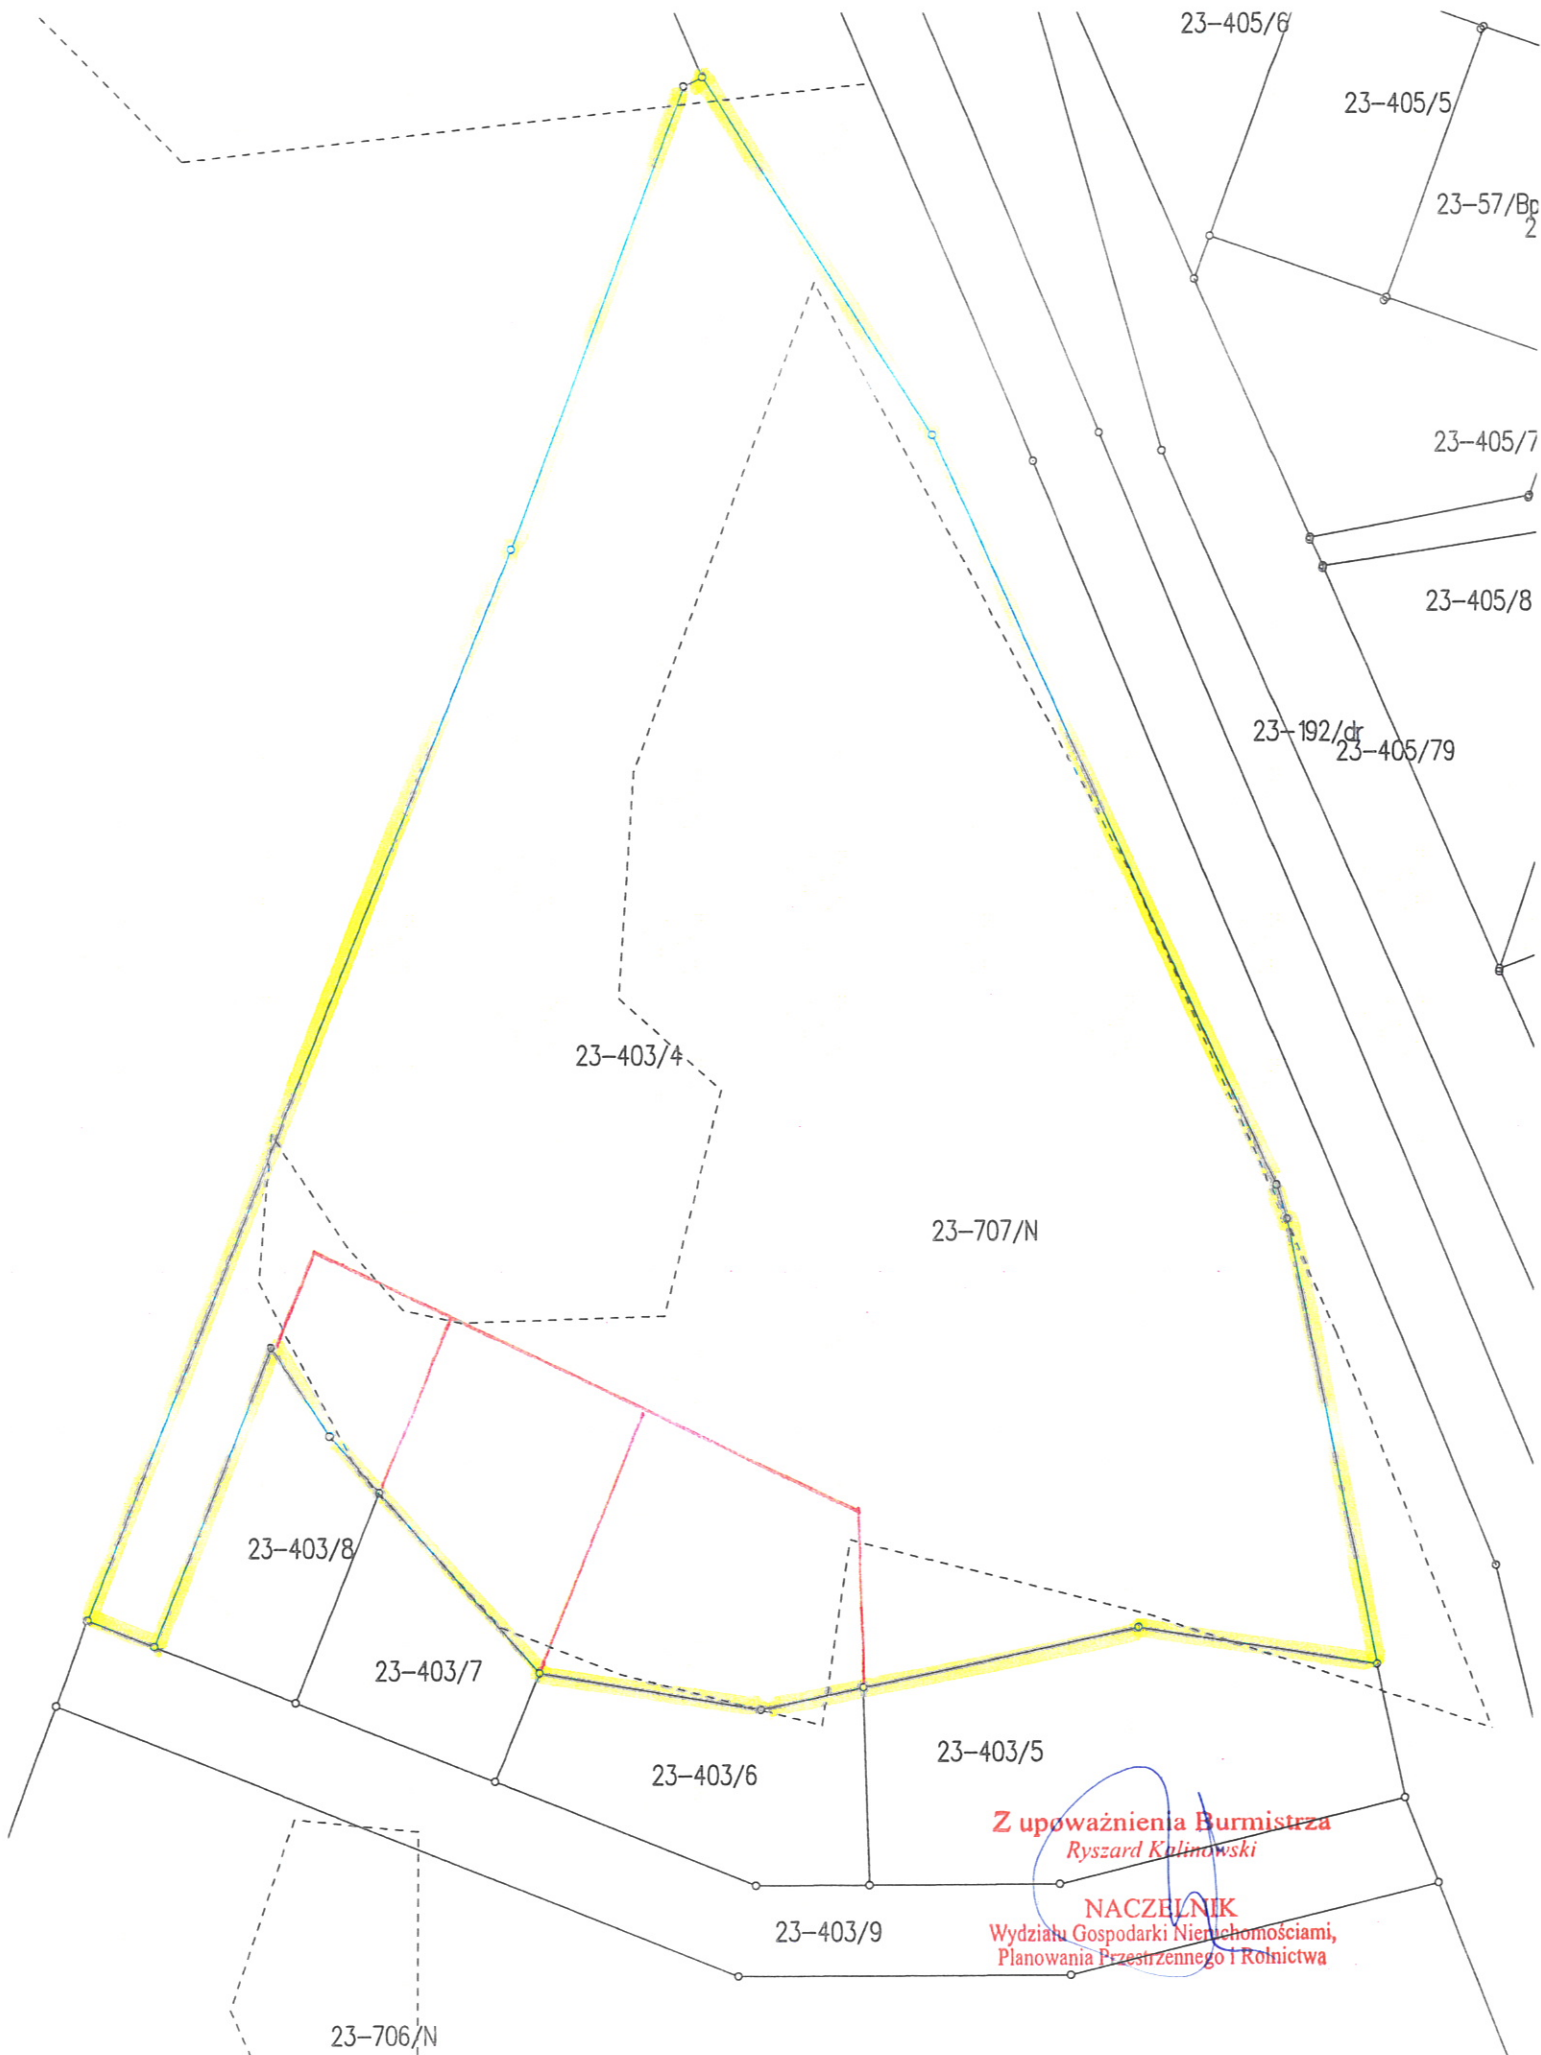 23-405/6
23-405/5
23-57/Bp
2
23-405/7
23-405/8
23-192/dr
23-405/79
23-403/4
23-707/N
23-403/8
23-403/7
23-403/6
23-403/5
Z upoważnienia Burmistrza
Ryszard Kalinowski
NACZELNIK
Wydziału Gospodarki Nieruchomościami,
Planowania Przestrzennego i Rolnictwa
23-403/9
23-706/N